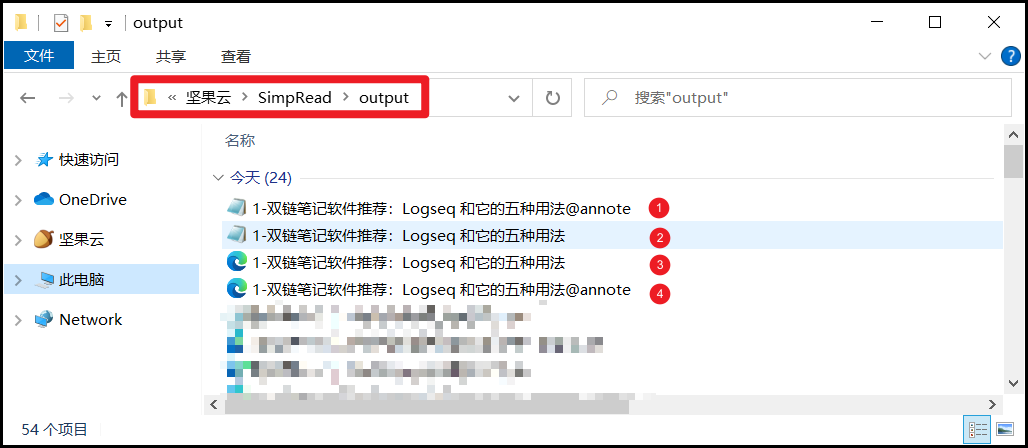 output
文件 主页 共享 查看
« 坚果云 SimpRead output 搜索"output"
名称
今天 (24)
快速访问
OneDrive
坚果云
此电脑
Network
1-双链笔记软件推荐：Logseq 和它的五种用法@annote 1
1-双链笔记软件推荐：Logseq 和它的五种用法 2
1-双链笔记软件推荐：Logseq 和它的五种用法 3
1-双链笔记软件推荐：Logseq 和它的五种用法@annote 4
54 个项目